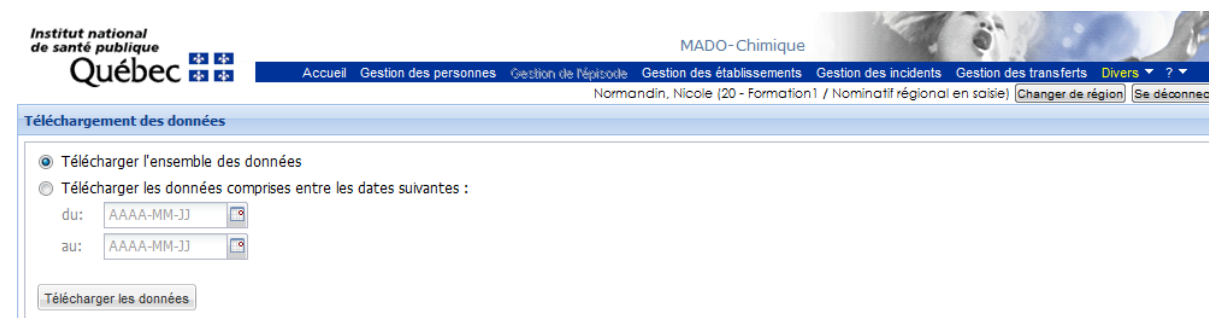 Institut national
de santé publique
Québec
MADO-Chimique
Accueil Gestion des personnes Gestion de l'épisode Gestion des établissements Gestion des incidents Gestion des transferts Divers ?
Normandin, Nicole (20 - Formation1 / Nominatif régional en saisie) Changer de région Se déconnec
Téléchargement des données
Télécharger l'ensemble des données
Télécharger les données comprises entre les dates suivantes :
du: AAAA-MM-JJ
au: AAAA-MM-JJ
Télécharger les données